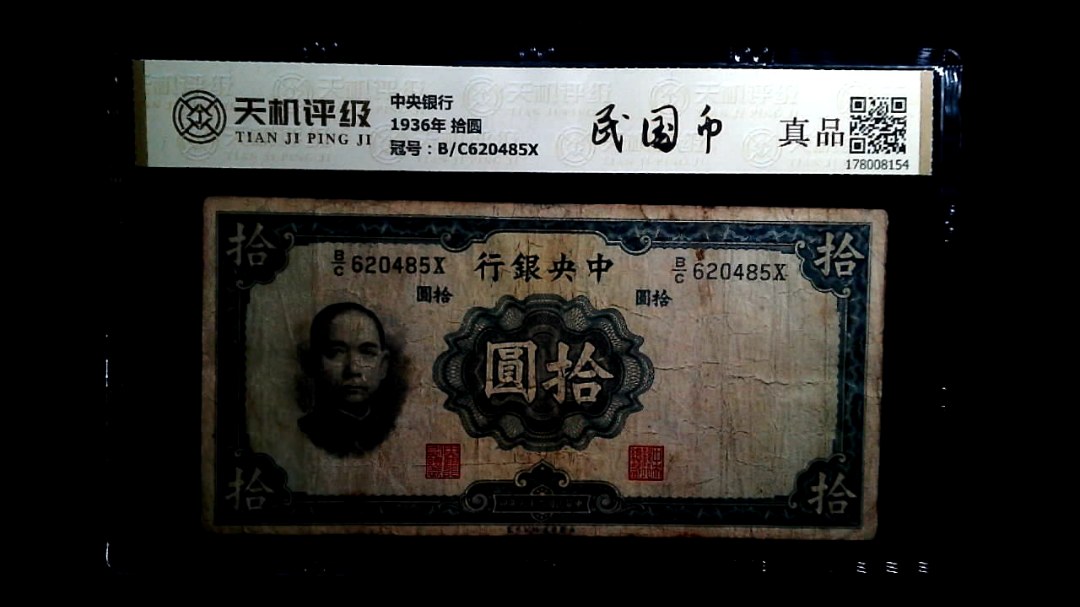 天机评级
TIAN JI PING JI
中央银行
1936年 拾圆
冠号：B/C620485X
民国币
真品
178008154
拾
拾
B/C 620485X
行銀央中
B/C 620485X
圓拾
圓拾
圓拾
拾
拾